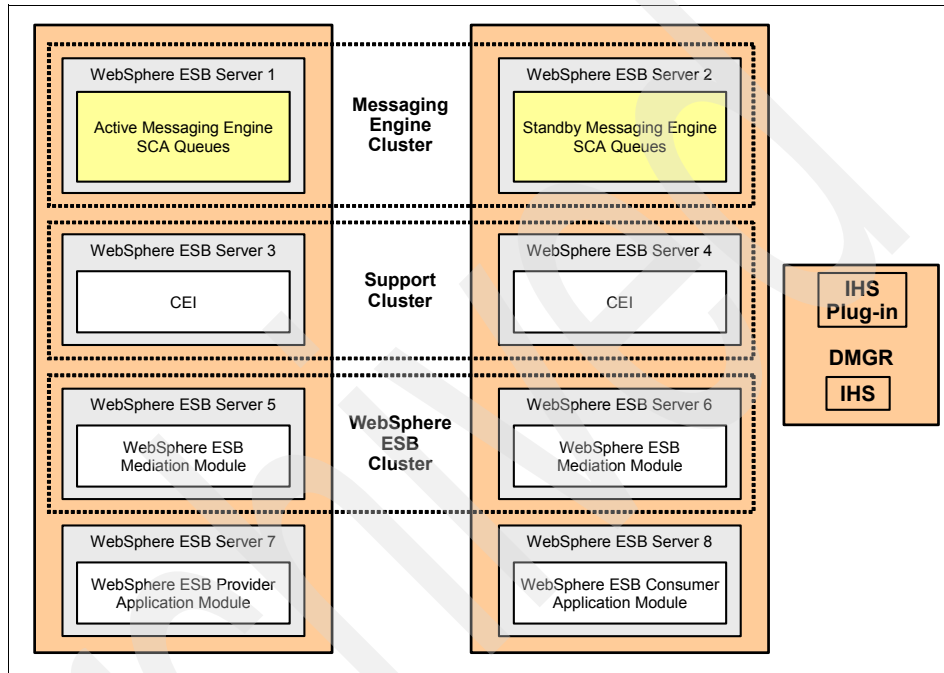 WebSphere ESB Server 1
Active Messaging Engine
SCA Queues
Messaging
Engine
Cluster
WebSphere ESB Server 2
Standby Messaging Engine
SCA Queues
WebSphere ESB Server 3
CEI
Support
Cluster
WebSphere ESB Server 4
CEI
IHS
Plug-in
DMGR
IHS
WebSphere ESB Server 5
WebSphere ESB
Mediation Module
WebSphere
ESB
Cluster
WebSphere ESB Server 6
WebSphere ESB
Mediation Module
WebSphere ESB Server 7
WebSphere ESB Provider
Application Module
WebSphere ESB Server 8
WebSphere ESB Consumer
Application Module